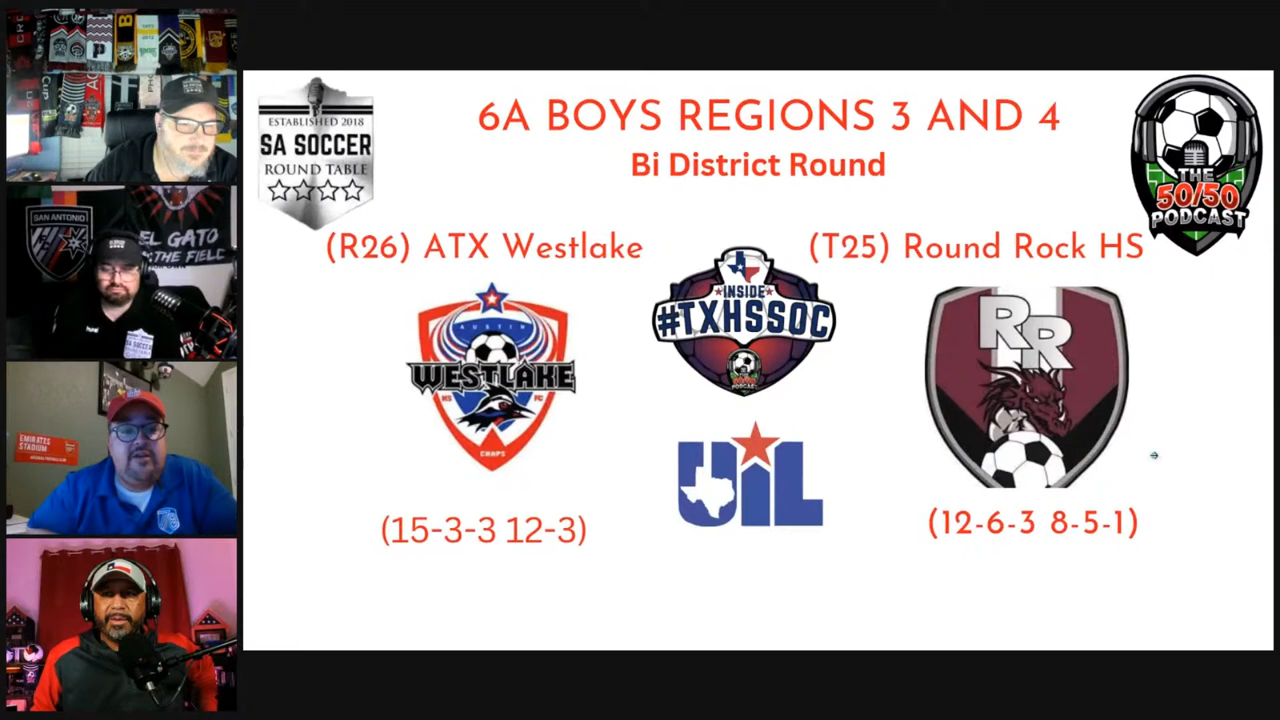 6A BOYS REGIONS 3 AND 4
Bi District Round
ESTABLISHED 2018
SA SOCCER
ROUND TABLE
THE
50/50
PODCAST
(R26) ATX Westlake
(T25) Round Rock HS
INSIDE
#TXHSSOC
AUSTIN
WESTLAKE
HS FC
CHAPS
RR
UIL
(15-3-3 12-3)
(12-6-3 8-5-1)
SAN ANTONIO
EL GATO
THE FIELD
EMIRATES
STADIUM